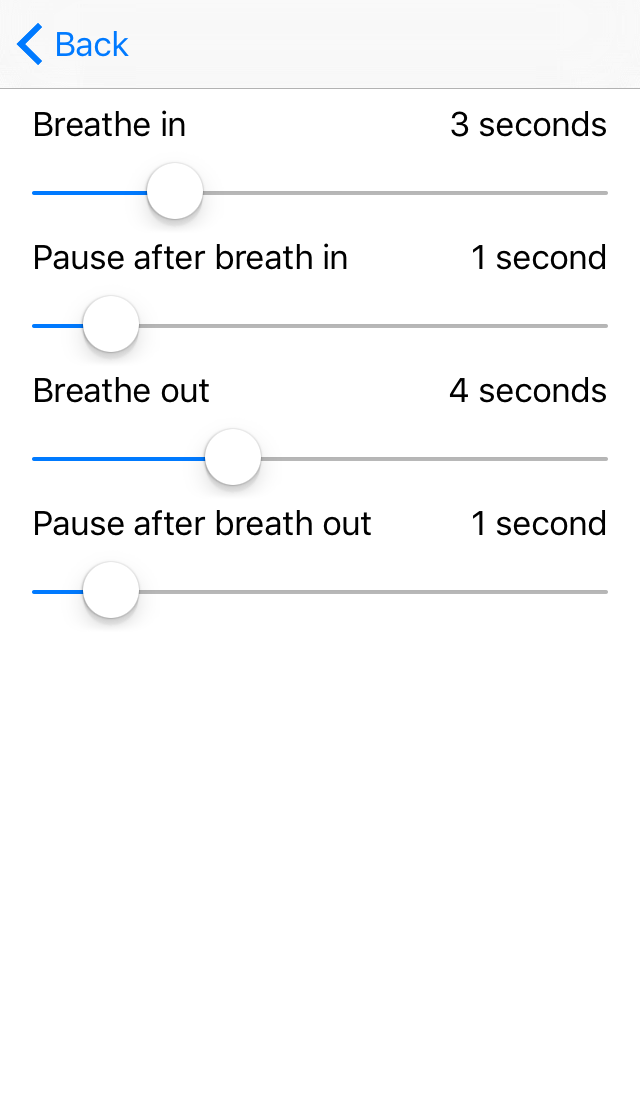 Back
Breathe in 3 seconds
Pause after breath in 1 second
Breathe out 4 seconds
Pause after breath out 1 second